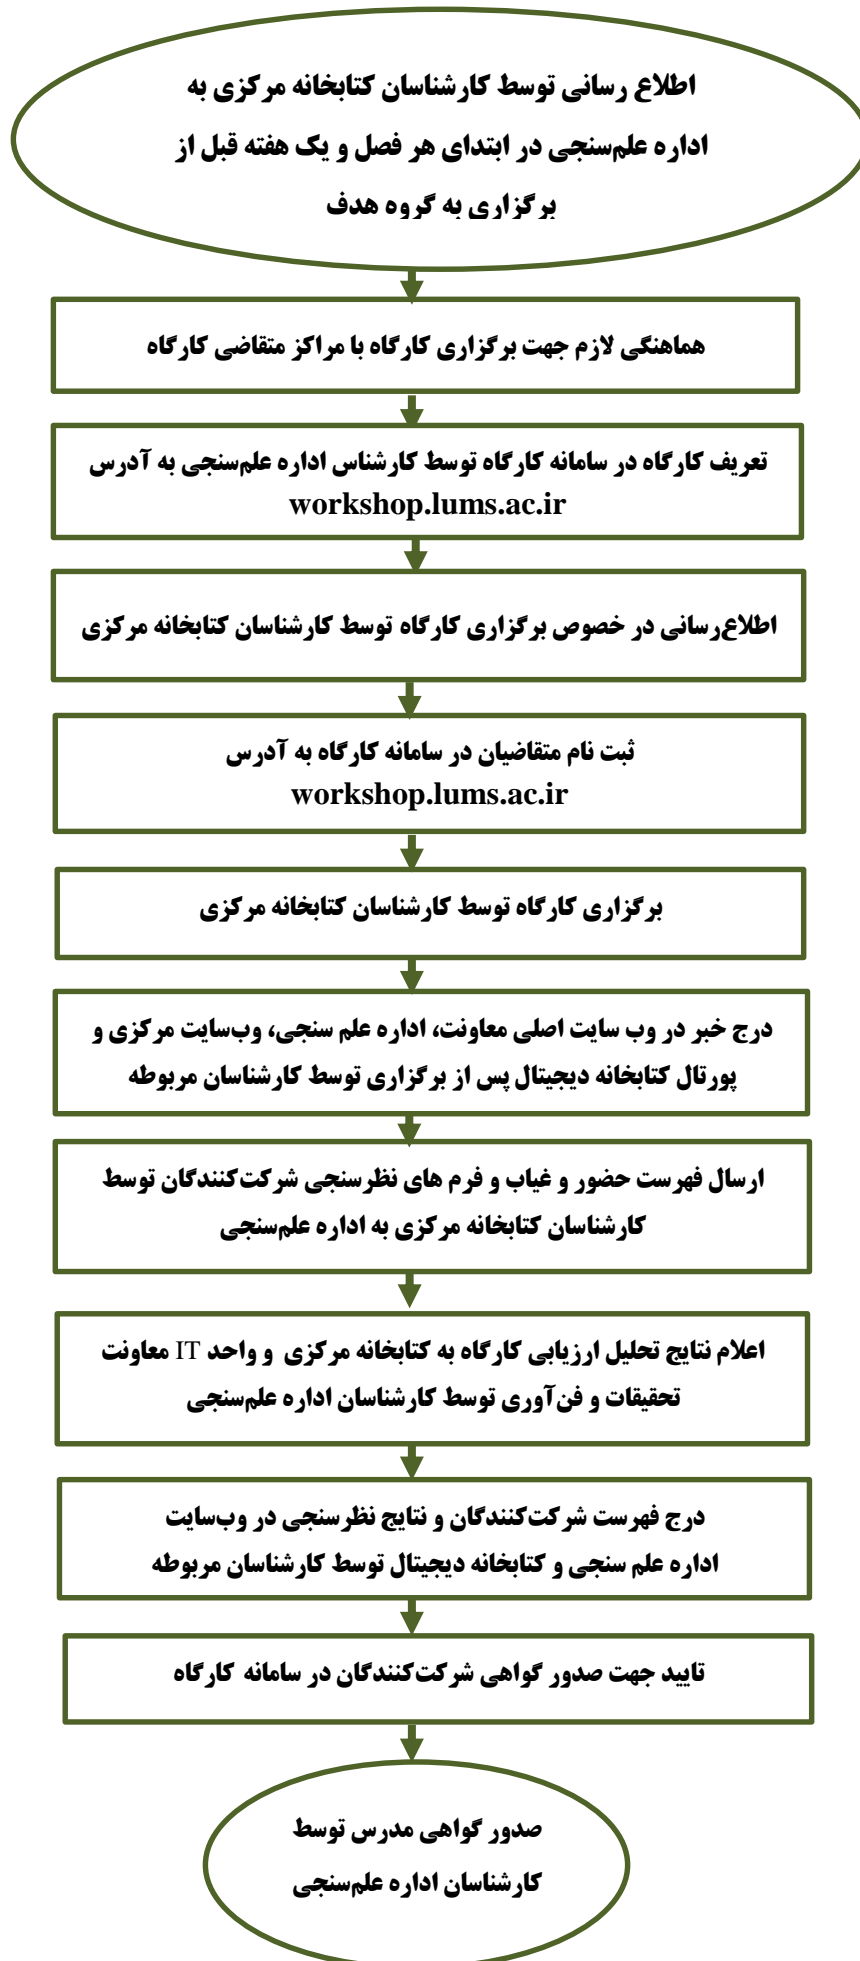 اطلاع رسانی توسط کارشناسان کتابخانه مرکزی به
اداره علم‌سنجی در ابتدای هر فصل و یک هفته قبل از
برگزاری به گروه هدف
هماهنگی لازم جهت برگزاری کارگاه با مراکز متقاضی کارگاه
تعریف کارگاه در سامانه کارگاه توسط کارشناس اداره علم‌سنجی به آدرس
workshop.lums.ac.ir
اطلاع‌رسانی در خصوص برگزاری کارگاه توسط کارشناسان کتابخانه مرکزی
ثبت نام متقاضیان در سامانه کارگاه به آدرس
workshop.lums.ac.ir
برگزاری کارگاه توسط کارشناسان کتابخانه مرکزی
درج خبر در وب سایت اصلی معاونت، اداره علم سنجی، وب‌سایت مرکزی و
پورتال کتابخانه دیجیتال پس از برگزاری توسط کارشناسان مربوطه
ارسال فهرست حضور و غیاب و فرم های نظرسنجی شرکت‌کنندگان توسط
کارشناسان کتابخانه مرکزی به اداره علم‌سنجی
اعلام نتایج تحلیل ارزیابی کارگاه به کتابخانه مرکزی و واحد IT معاونت
تحقیقات و فن‌آوری توسط کارشناسان اداره علم‌سنجی
درج فهرست شرکت‌کنندگان و نتایج نظرسنجی در وب‌سایت
اداره علم سنجی و کتابخانه دیجیتال توسط کارشناسان مربوطه
تایید جهت صدور گواهی شرکت‌کنندگان در سامانه کارگاه
صدور گواهی مدرس توسط
کارشناسان اداره علم‌سنجی